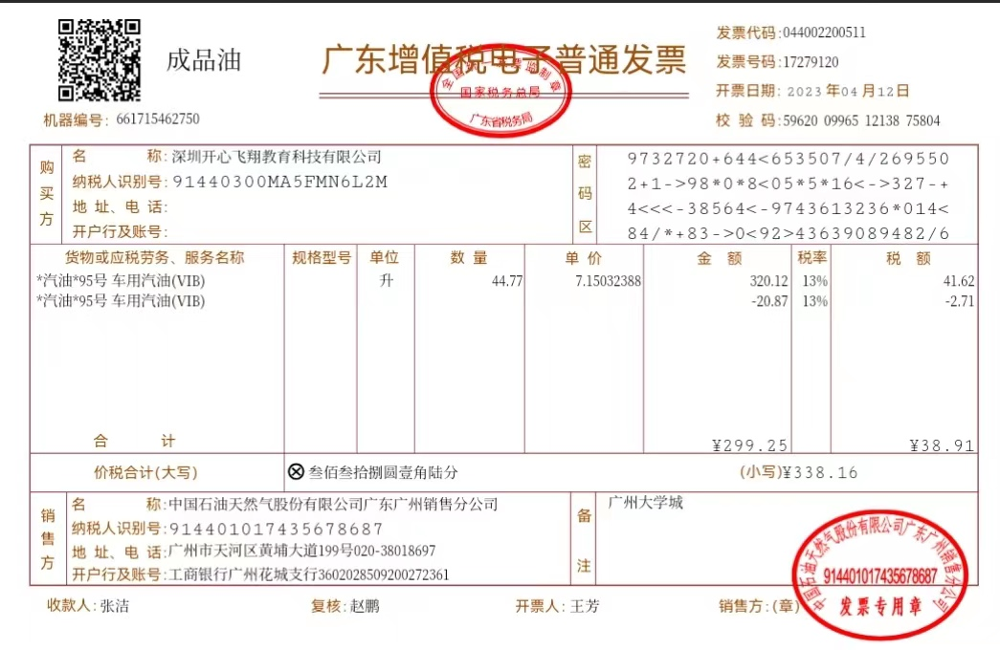 成品油
广东增值税电子普通发票
全国统一发票监制章
国家税务总局
广东省税务局
发票代码:044002200511
发票号码:17279120
开票日期: 2023 年04 月12日
校 验 码:59620 09965 12138 75804
机器编号: 661715462750
购买方
名 称:深圳开心飞翔教育科技有限公司
纳税人识别号:91440300MA5FMN6L2M
地 址、电 话:
开户行及账号:
密码区
9732720+644<653507/4/269550
2+1->98*0*8<05*5*16<->327-+
4<<<-38564<-9743613236*014<
84/*+83->0<92>43639089482/6
货物或应税劳务、服务名称 规格型号 单位 数 量 单 价 金 额 税率 税 额
*汽油*95号 车用汽油(VIB) 升 44.77 7.15032388 320.12 13% 41.62
*汽油*95号 车用汽油(VIB) -20.87 13% -2.71
合 计 ¥299.25 ¥38.91
价税合计(大写) ⊗ 叁佰叁拾捌圆壹角陆分 (小写)¥338.16
销售方
名 称:中国石油天然气股份有限公司广东广州销售分公司
纳税人识别号:914401017435678687
地 址、电 话:广州市天河区黄埔大道199号020-38018697
开户行及账号:工商银行广州花城支行3602028509200272361
备注
广州大学城
中国石油天然气股份有限公司广东广州销售分公司
914401017435678687
发票专用章
收款人:张洁 复核:赵鹏 开票人:王芳 销售方:(章)